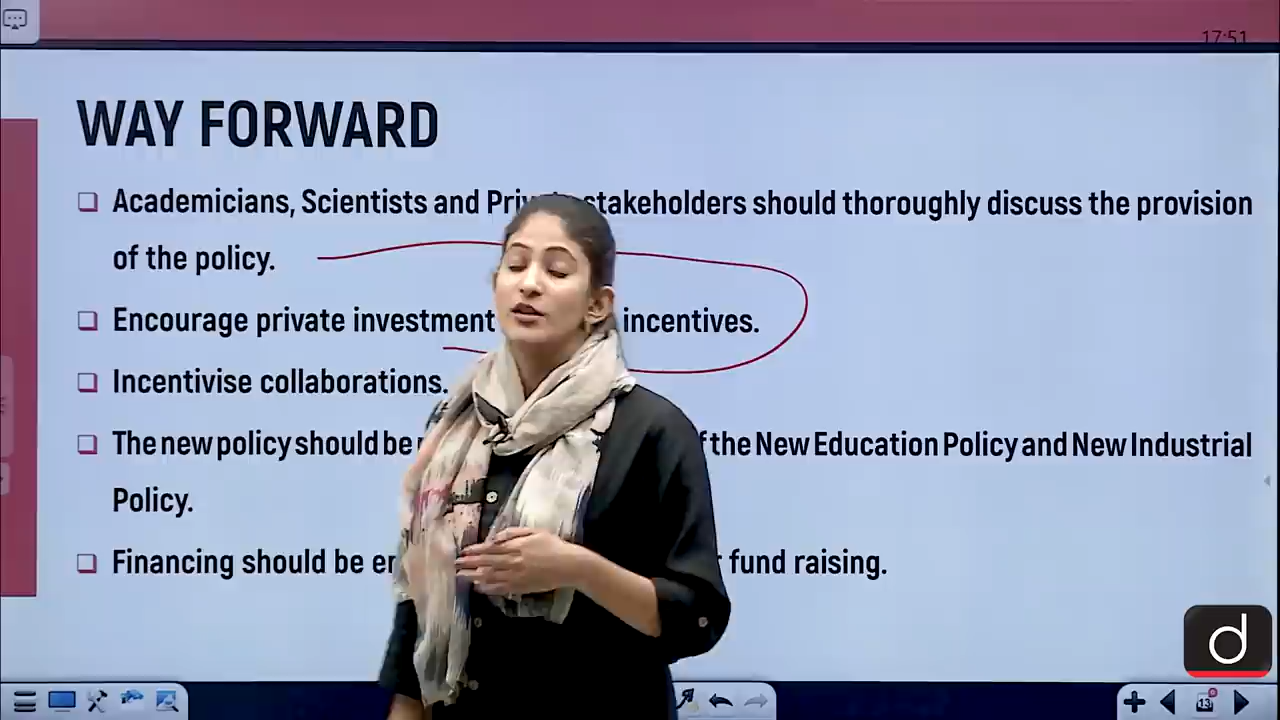 17:51
WAY FORWARD
Academicians, Scientists and stakeholders should thoroughly discuss the provision
of the policy.
Encourage private investment incentives.
Incentivise collaborations.
The new policy should be the New Education Policy and New Industrial
Policy.
Financing should be fund raising.
13
d